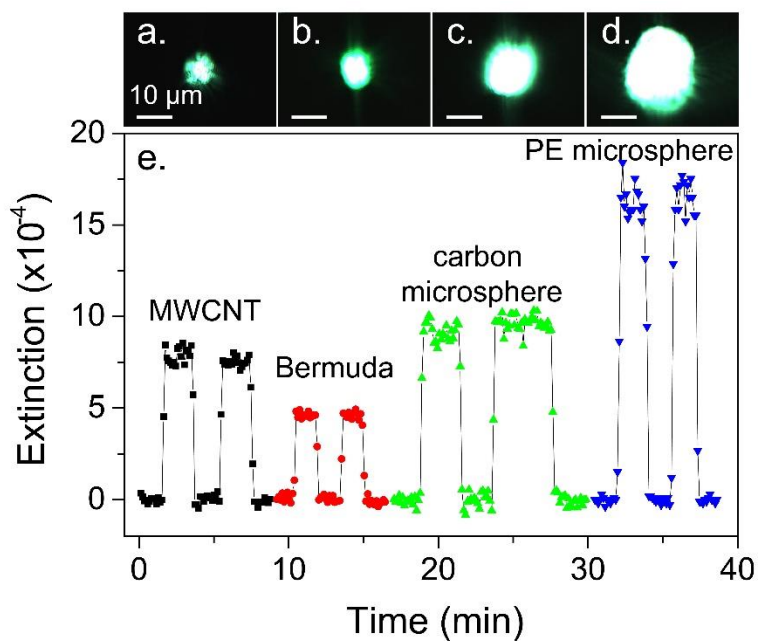 a. b. c. d.
10 µm
e.
20
15
10
5
0
Extinction (x10⁻⁴)
MWCNT
Bermuda
carbon
microsphere
PE microsphere
0 10 20 30 40
Time (min)